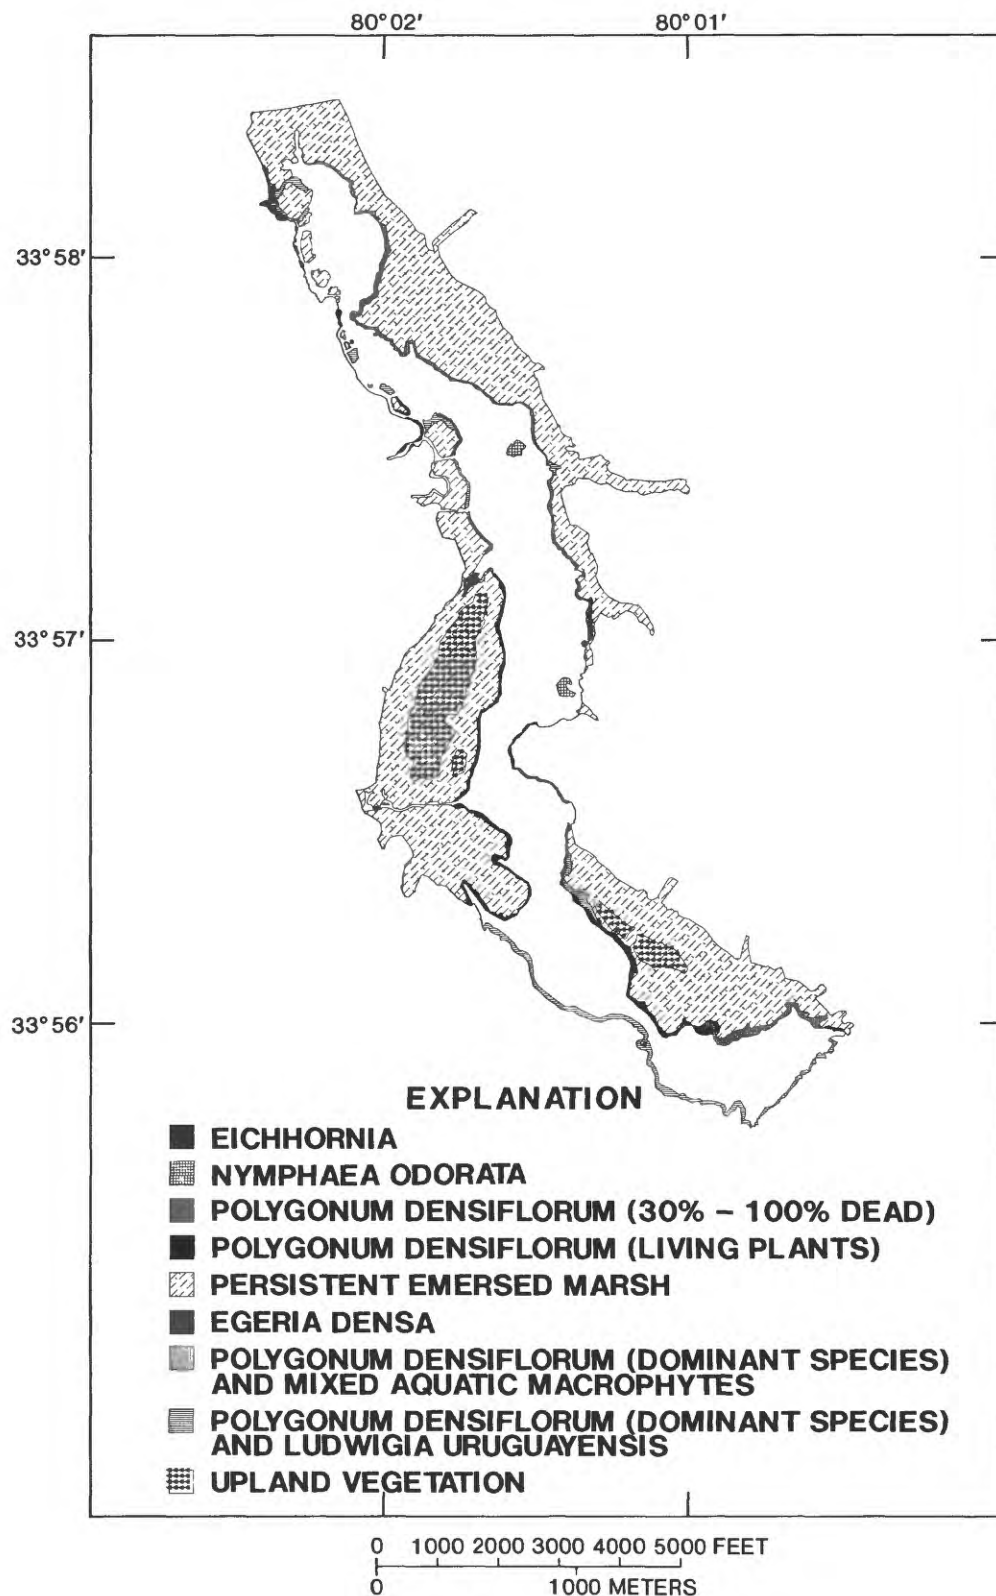 80°02′ 80°01′
33°58′
33°57′
33°56′
EXPLANATION
EICHHORNIA
NYMPHAEA ODORATA
POLYGONUM DENSIFLORUM (30% – 100% DEAD)
POLYGONUM DENSIFLORUM (LIVING PLANTS)
PERSISTENT EMERSED MARSH
EGERIA DENSA
POLYGONUM DENSIFLORUM (DOMINANT SPECIES)
AND MIXED AQUATIC MACROPHYTES
POLYGONUM DENSIFLORUM (DOMINANT SPECIES)
AND LUDWIGIA URUGUAYENSIS
UPLAND VEGETATION
0 1000 2000 3000 4000 5000 FEET
0 1000 METERS